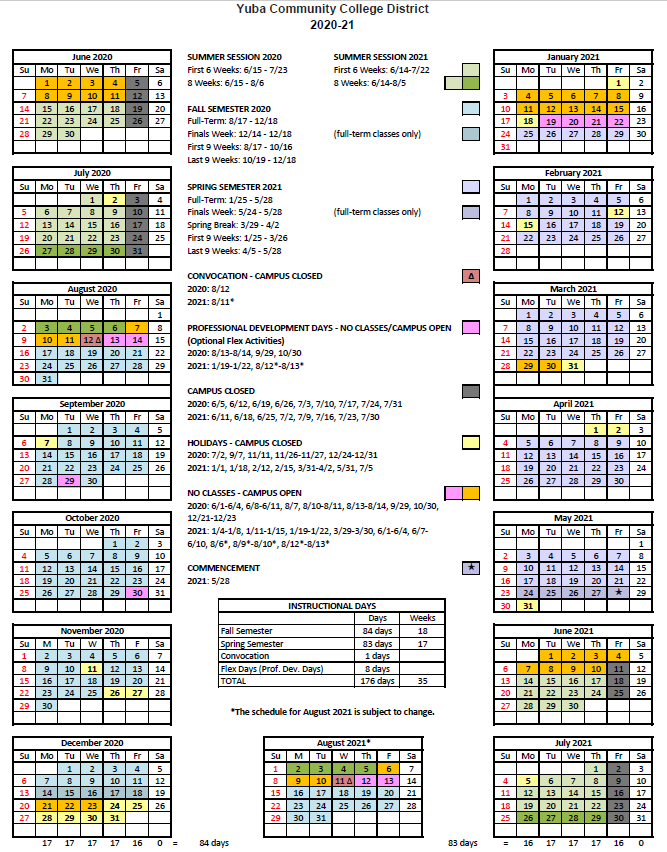 Yuba Community College District
2020-21
June 2020
Su Mo Tu We Th Fr Sa
1 2 3 4 5 6
7 8 9 10 11 12 13
14 15 16 17 18 19 20
21 22 23 24 25 26 27
28 29 30
July 2020
Su Mo Tu We Th Fr Sa
1 2 3 4
5 6 7 8 9 10 11
12 13 14 15 16 17 18
19 20 21 22 23 24 25
26 27 28 29 30 31
August 2020
Su Mo Tu We Th Fr Sa
1
2 3 4 5 6 7 8
9 10 11 12 Δ 13 14 15
16 17 18 19 20 21 22
23 24 25 26 27 28 29
30 31
September 2020
Su Mo Tu We Th Fr Sa
1 2 3 4 5
6 7 8 9 10 11 12
13 14 15 16 17 18 19
20 21 22 23 24 25 26
27 28 29 30
October 2020
Su Mo Tu We Th Fr Sa
1 2 3
4 5 6 7 8 9 10
11 12 13 14 15 16 17
18 19 20 21 22 23 24
25 26 27 28 29 30 31
November 2020
Su M Tu W Th F Sa
1 2 3 4 5 6 7
8 9 10 11 12 13 14
15 16 17 18 19 20 21
22 23 24 25 26 27 28
29 30
December 2020
Su Mo Tu We Th Fr Sa
1 2 3 4 5
6 7 8 9 10 11 12
13 14 15 16 17 18 19
20 21 22 23 24 25 26
27 28 29 30 31
17 17 17 17 16 0 = 84 days
SUMMER SESSION 2020 SUMMER SESSION 2021
First 6 Weeks: 6/15 - 7/23 First 6 Weeks: 6/14-7/22
8 Weeks: 6/15 - 8/6 8 Weeks: 6/14-8/5
FALL SEMESTER 2020
Full-Term: 8/17 - 12/18
Finals Week: 12/14 - 12/18 (full-term classes only)
First 9 Weeks: 8/17 - 10/16
Last 9 Weeks: 10/19 - 12/18
SPRING SEMESTER 2021
Full-Term: 1/25 - 5/28
Finals Week: 5/24 - 5/28 (full-term classes only)
Spring Break: 3/29 - 4/2
First 9 Weeks: 1/25 - 3/26
Last 9 Weeks: 4/5 - 5/28
CONVOCATION - CAMPUS CLOSED Δ
2020: 8/12
2021: 8/11*
PROFESSIONAL DEVELOPMENT DAYS - NO CLASSES/CAMPUS OPEN
(Optional Flex Activities)
2020: 8/13-8/14, 9/29, 10/30
2021: 1/19-1/22, 8/12*-8/13*
CAMPUS CLOSED
2020: 6/5, 6/12, 6/19, 6/26, 7/3, 7/10, 7/17, 7/24, 7/31
2021: 6/11, 6/18, 6/25, 7/2, 7/9, 7/16, 7/23, 7/30
HOLIDAYS - CAMPUS CLOSED
2020: 7/2, 9/7, 11/11, 11/26-11/27, 12/24-12/31
2021: 1/1, 1/18, 2/12, 2/15, 3/31-4/2, 5/31, 7/5
NO CLASSES - CAMPUS OPEN
2020: 6/1-6/4, 6/8-6/11, 8/7, 8/10-8/11, 8/13-8/14, 9/29, 10/30,
12/21-12/23
2021: 1/4-1/8, 1/11-1/15, 1/19-1/22, 3/29-3/30, 6/1-6/4, 6/7-
6/10, 8/6*, 8/9*-8/10*, 8/12*-8/13*
COMMENCEMENT ★
2021: 5/28
INSTRUCTIONAL DAYS
Days Weeks
Fall Semester 84 days 18
Spring Semester 83 days 17
Convocation 1 days
Flex Days (Prof. Dev. Days) 8 days
TOTAL 176 days 35
*The schedule for August 2021 is subject to change.
August 2021*
Su M Tu W Th F Sa
1 2 3 4 5 6 7
8 9 10 11 Δ 12 13 14
15 16 17 18 19 20 21
22 23 24 25 26 27 28
29 30 31
January 2021
Su Mo Tu We Th Fr Sa
1 2
3 4 5 6 7 8 9
10 11 12 13 14 15 16
17 18 19 20 21 22 23
24 25 26 27 28 29 30
31
February 2021
Su Mo Tu We Th Fr Sa
1 2 3 4 5 6
7 8 9 10 11 12 13
14 15 16 17 18 19 20
21 22 23 24 25 26 27
March 2021
Su Mo Tu We Th Fr Sa
1 2 3 4 5 6
7 8 9 10 11 12 13
14 15 16 17 18 19 20
21 22 23 24 25 26 27
28 29 30 31
April 2021
Su Mo Tu We Th Fr Sa
1 2 3
4 5 6 7 8 9 10
11 12 13 14 15 16 17
18 19 20 21 22 23 24
25 26 27 28 29 30
May 2021
Su Mo Tu We Th Fr Sa
1
2 3 4 5 6 7 8
9 10 11 12 13 14 15
16 17 18 19 20 21 22
23 24 25 26 27 ★ 29
30 31
June 2021
Su Mo Tu We Th Fr Sa
1 2 3 4 5
6 7 8 9 10 11 12
13 14 15 16 17 18 19
20 21 22 23 24 25 26
27 28 29 30
July 2021
Su Mo Tu We Th Fr Sa
1 2 3
4 5 6 7 8 9 10
11 12 13 14 15 16 17
18 19 20 21 22 23 24
25 26 27 28 29 30 31
83 days = 16 17 17 17 16 0